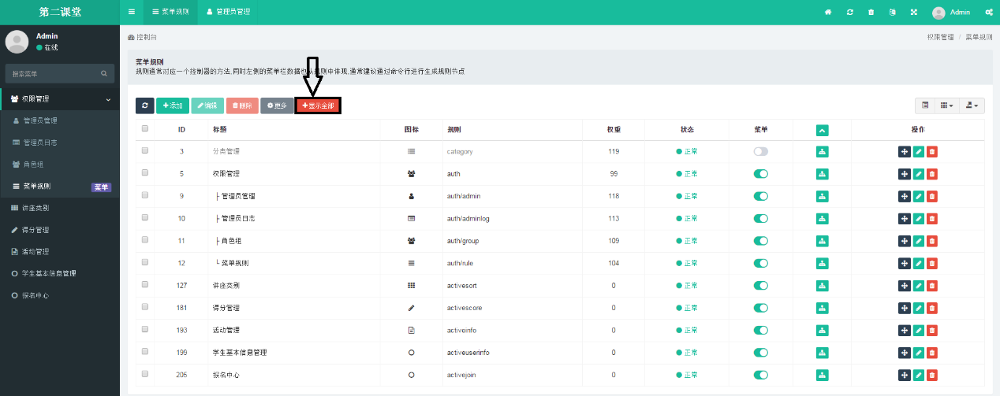 第二课堂
菜单规则
管理员管理
Admin
Admin
在线
搜索菜单
权限管理
管理员管理
管理员日志
角色组
菜单规则 菜单
讲座类别
得分管理
活动管理
学生基本信息管理
报名中心
控制台
权限管理 / 菜单规则
菜单规则
规则通常对应一个控制器的方法,同时左侧的菜单栏数据也从规则中体现,通常建议通过命令行进行生成规则节点
添加 编辑 删除 更多 显示全部
ID 标题 图标 规则 权重 状态 菜单 操作
3 分类管理 category 119 正常
5 权限管理 auth 99 正常
9 ├ 管理员管理 auth/admin 118 正常
10 ├ 管理员日志 auth/adminlog 113 正常
11 ├ 角色组 auth/group 109 正常
12 └ 菜单规则 auth/rule 104 正常
127 讲座类别 activesort 0 正常
181 得分管理 activescore 0 正常
193 活动管理 activeinfo 0 正常
199 学生基本信息管理 activeuserinfo 0 正常
205 报名中心 activejoin 0 正常